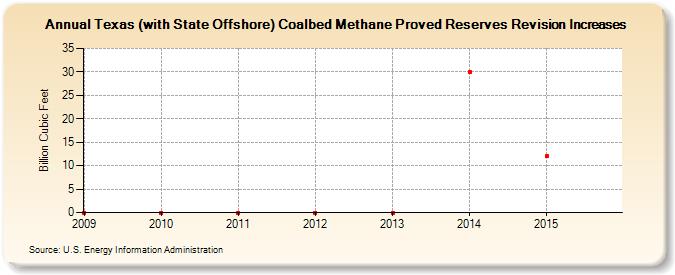 Annual Texas (with State Offshore) Coalbed Methane Proved Reserves Revision Increases
Billion Cubic Feet
35
30
25
20
15
10
5
0
2009 2010 2011 2012 2013 2014 2015
Source: U.S. Energy Information Administration